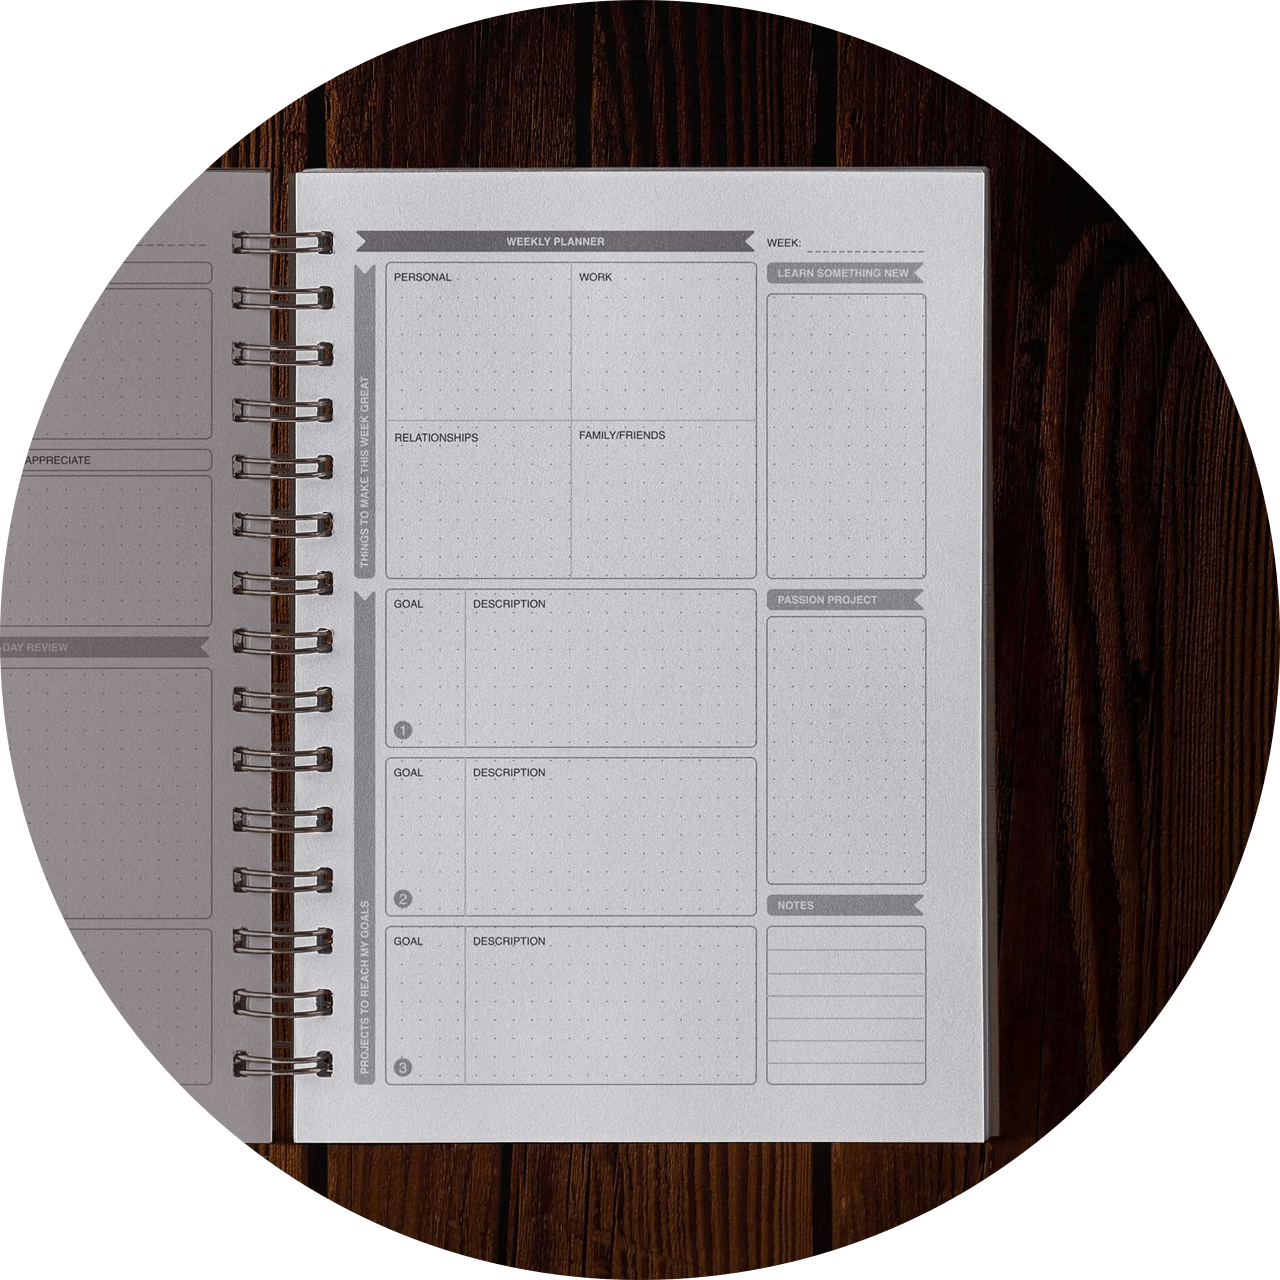 APPRECIATE
-DAY REVIEW
WEEKLY PLANNER
WEEK:
THINGS TO MAKE THIS WEEK GREAT
PERSONAL
WORK
RELATIONSHIPS
FAMILY/FRIENDS
LEARN SOMETHING NEW
PROJECTS TO REACH MY GOALS
GOAL
DESCRIPTION
1
GOAL
DESCRIPTION
2
GOAL
DESCRIPTION
3
PASSION PROJECT
NOTES